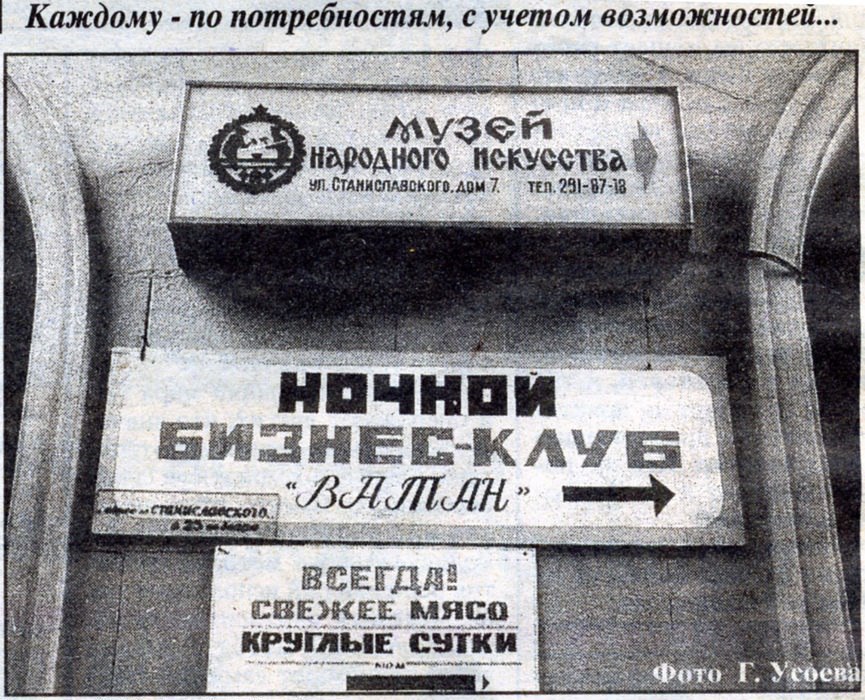 Каждому - по потребностям, с учетом возможностей...
МУЗЕЙ
НАРОДНОГО ИСКУССТВА
УЛ. СТАНИСЛАВСКОГО, ДОМ 7. ТЕЛ. 291-87-18
НОЧНОЙ
БИЗНЕС-КЛУБ
"ВАТАН"
СТАНИСЛАВСКОГО,
ВСЕГДА!
СВЕЖЕЕ МЯСО
КРУГЛЫЕ СУТКИ
Фото Г. Усоева